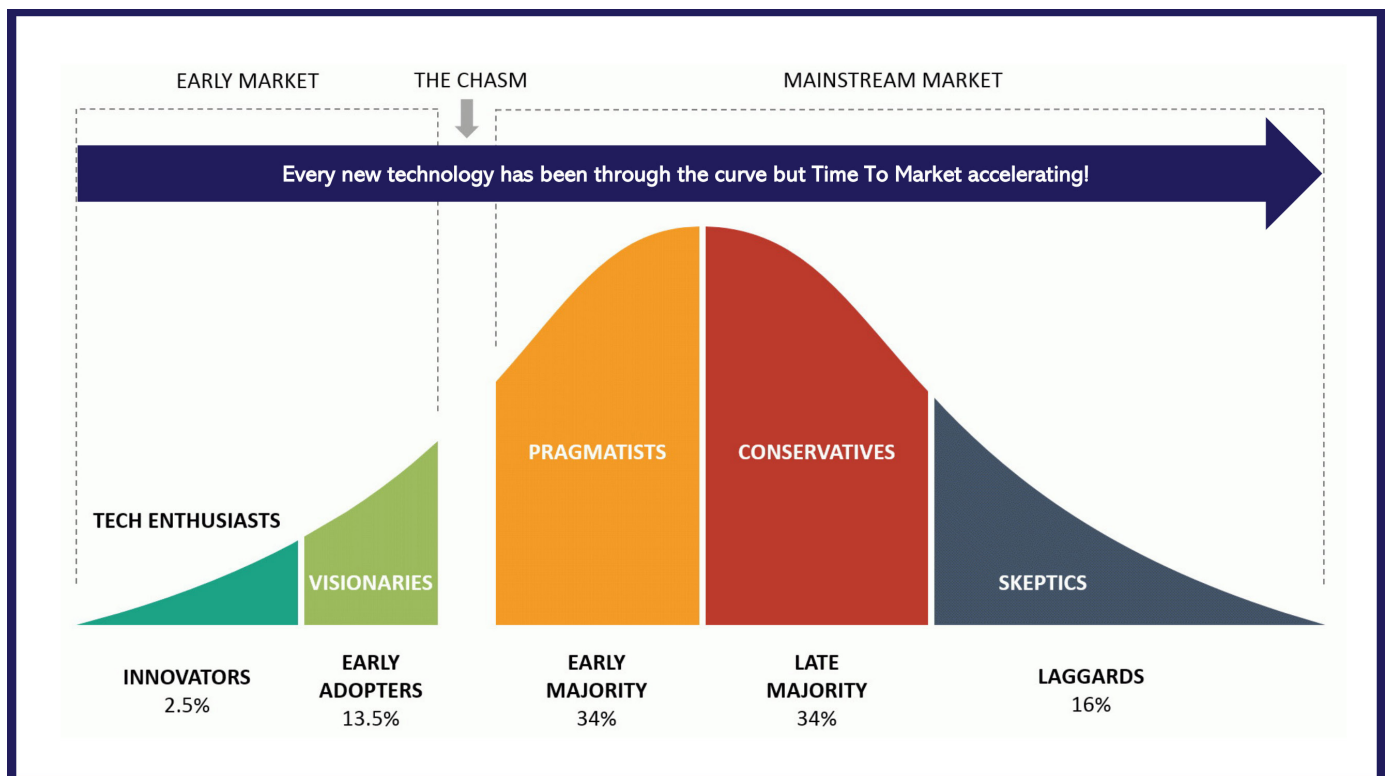 EARLY MARKET
THE CHASM
MAINSTREAM MARKET
Every new technology has been through the curve but Time To Market accelerating!
TECH ENTHUSIASTS
VISIONARIES
PRAGMATISTS
CONSERVATIVES
SKEPTICS
INNOVATORS
2.5%
EARLY
ADOPTERS
13.5%
EARLY
MAJORITY
34%
LATE
MAJORITY
34%
LAGGARDS
16%